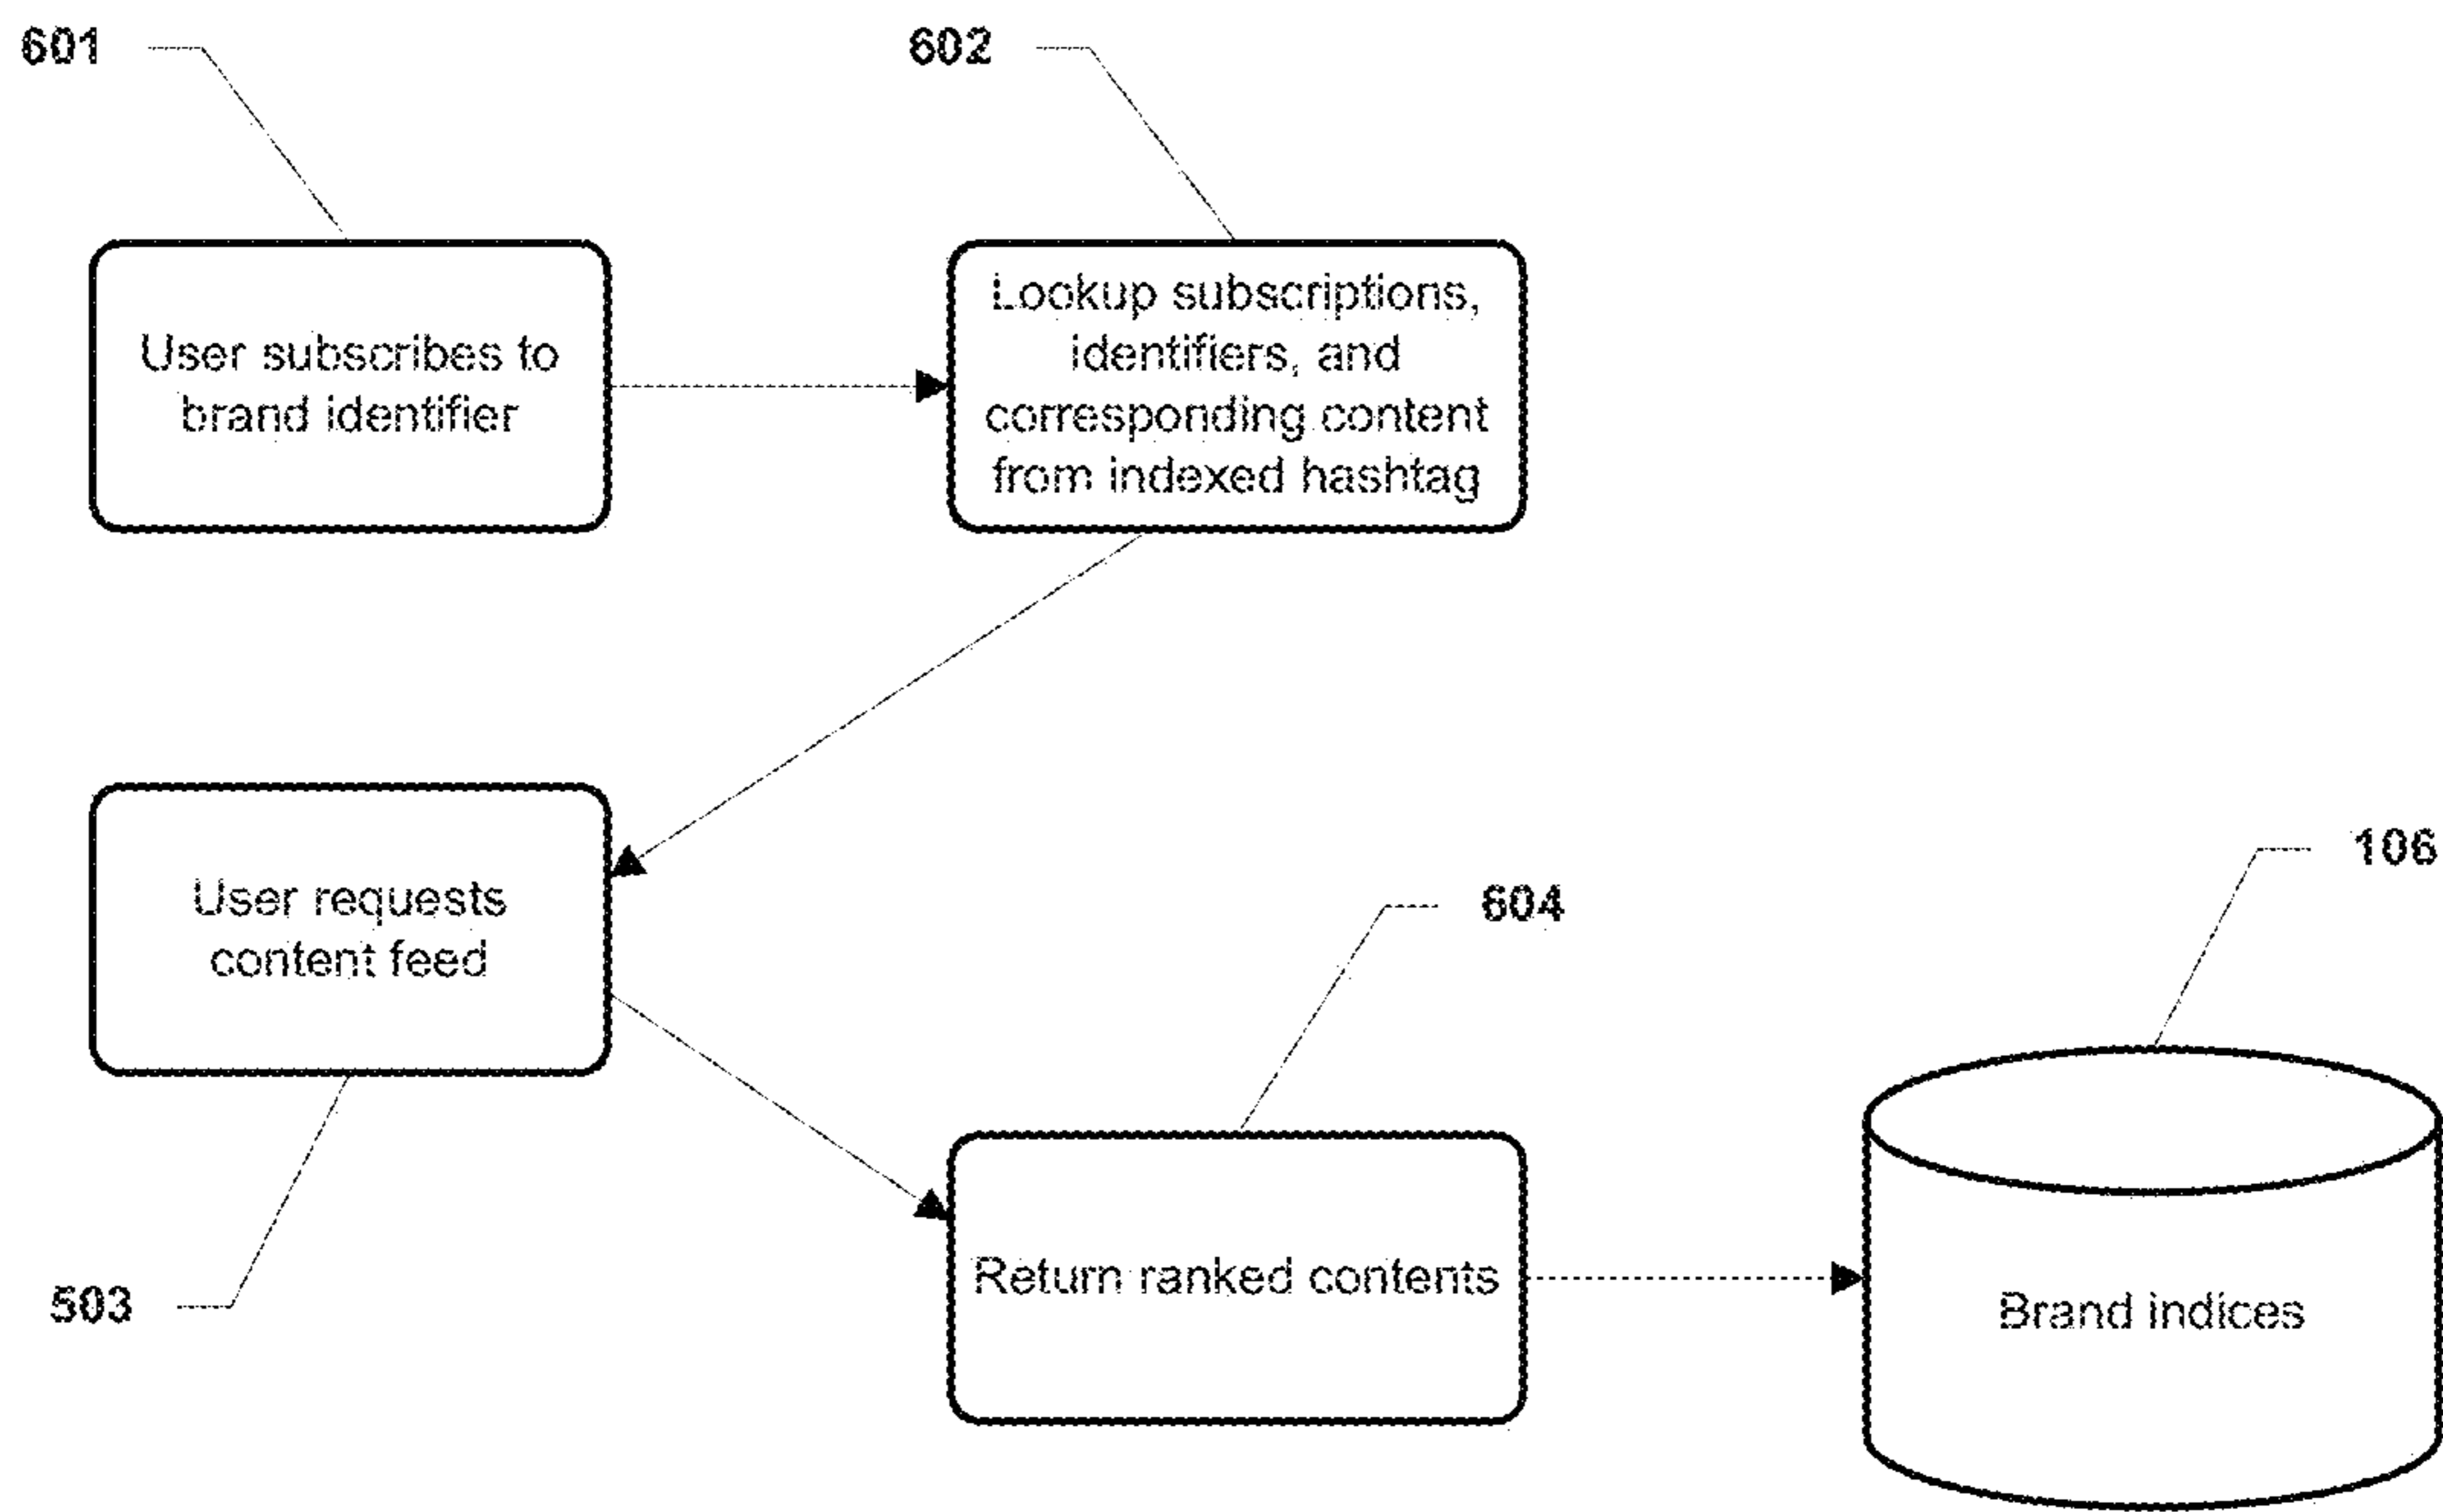 601
602
User subscribes to
brand identifier
Lookup subscriptions,
identifiers, and
corresponding content
from indexed hashtag
User requests
content feed
106
604
603
Return ranked contents
Brand indices